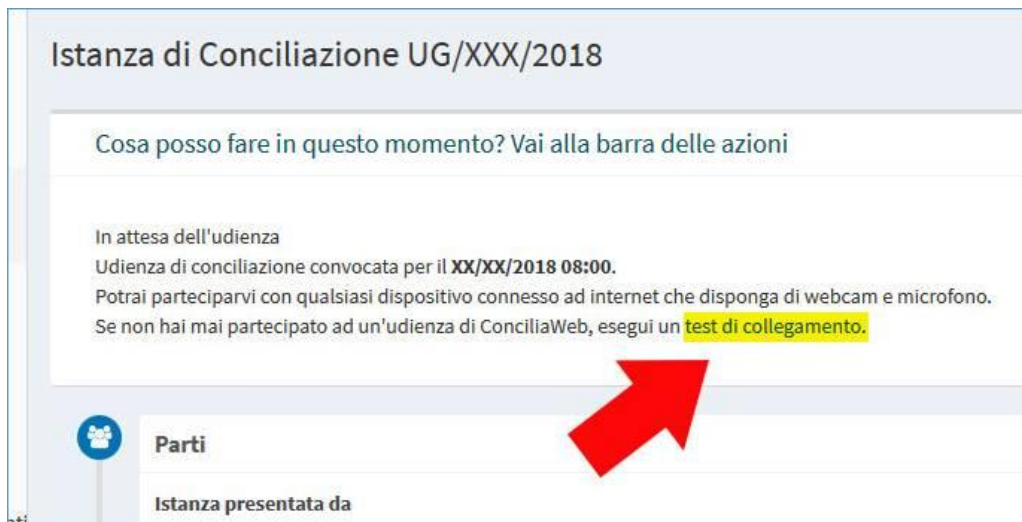 Istanza di Conciliazione UG/XXX/2018
Cosa posso fare in questo momento? Vai alla barra delle azioni
In attesa dell'udienza
Udienza di conciliazione convocata per il XX/XX/2018 08:00.
Potrai parteciparvi con qualsiasi dispositivo connesso ad internet che disponga di webcam e microfono.
Se non hai mai partecipato ad un'udienza di ConciliaWeb, esegui un test di collegamento.
Parti
Istanza presentata da